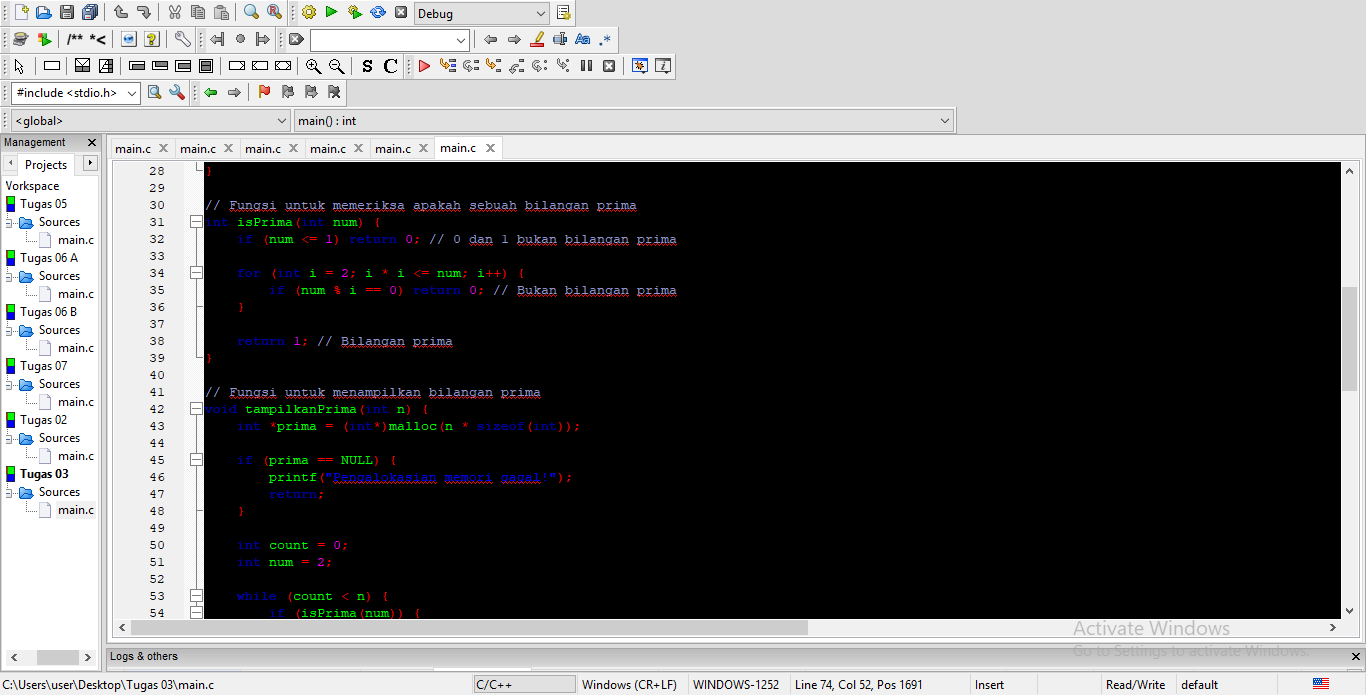 Debug
/** *<
Aa .*
S C
#include <stdio.h>
<global> main() : int
Management
Projects
Workspace
Tugas 05
Sources
main.c
Tugas 06 A
Sources
main.c
Tugas 06 B
Sources
main.c
Tugas 07
Sources
main.c
Tugas 02
Sources
main.c
Tugas 03
Sources
main.c
main.c main.c main.c main.c main.c main.c
28 }
29
30 // Fungsi untuk memeriksa apakah sebuah bilangan prima
31 int isPrima(int num) {
32 if (num <= 1) return 0; // 0 dan 1 bukan bilangan prima
33
34 for (int i = 2; i * i <= num; i++) {
35 if (num % i == 0) return 0; // Bukan bilangan prima
36 }
37
38 return 1; // Bilangan prima
39 }
40
41 // Fungsi untuk menampilkan bilangan prima
42 void tampilkanPrima(int n) {
43 int *prima = (int*)malloc(n * sizeof(int));
44
45 if (prima == NULL) {
46 printf("Pengalokasian memori gagal!");
47 return;
48 }
49
50 int count = 0;
51 int num = 2;
52
53 while (count < n) {
54 if (isPrima(num)) {
Activate Windows
Go to Settings to activate Windows.
Logs & others
C:\Users\user\Desktop\Tugas 03\main.c C/C++ Windows (CR+LF) WINDOWS-1252 Line 74, Col 52, Pos 1691 Insert Read/Write default